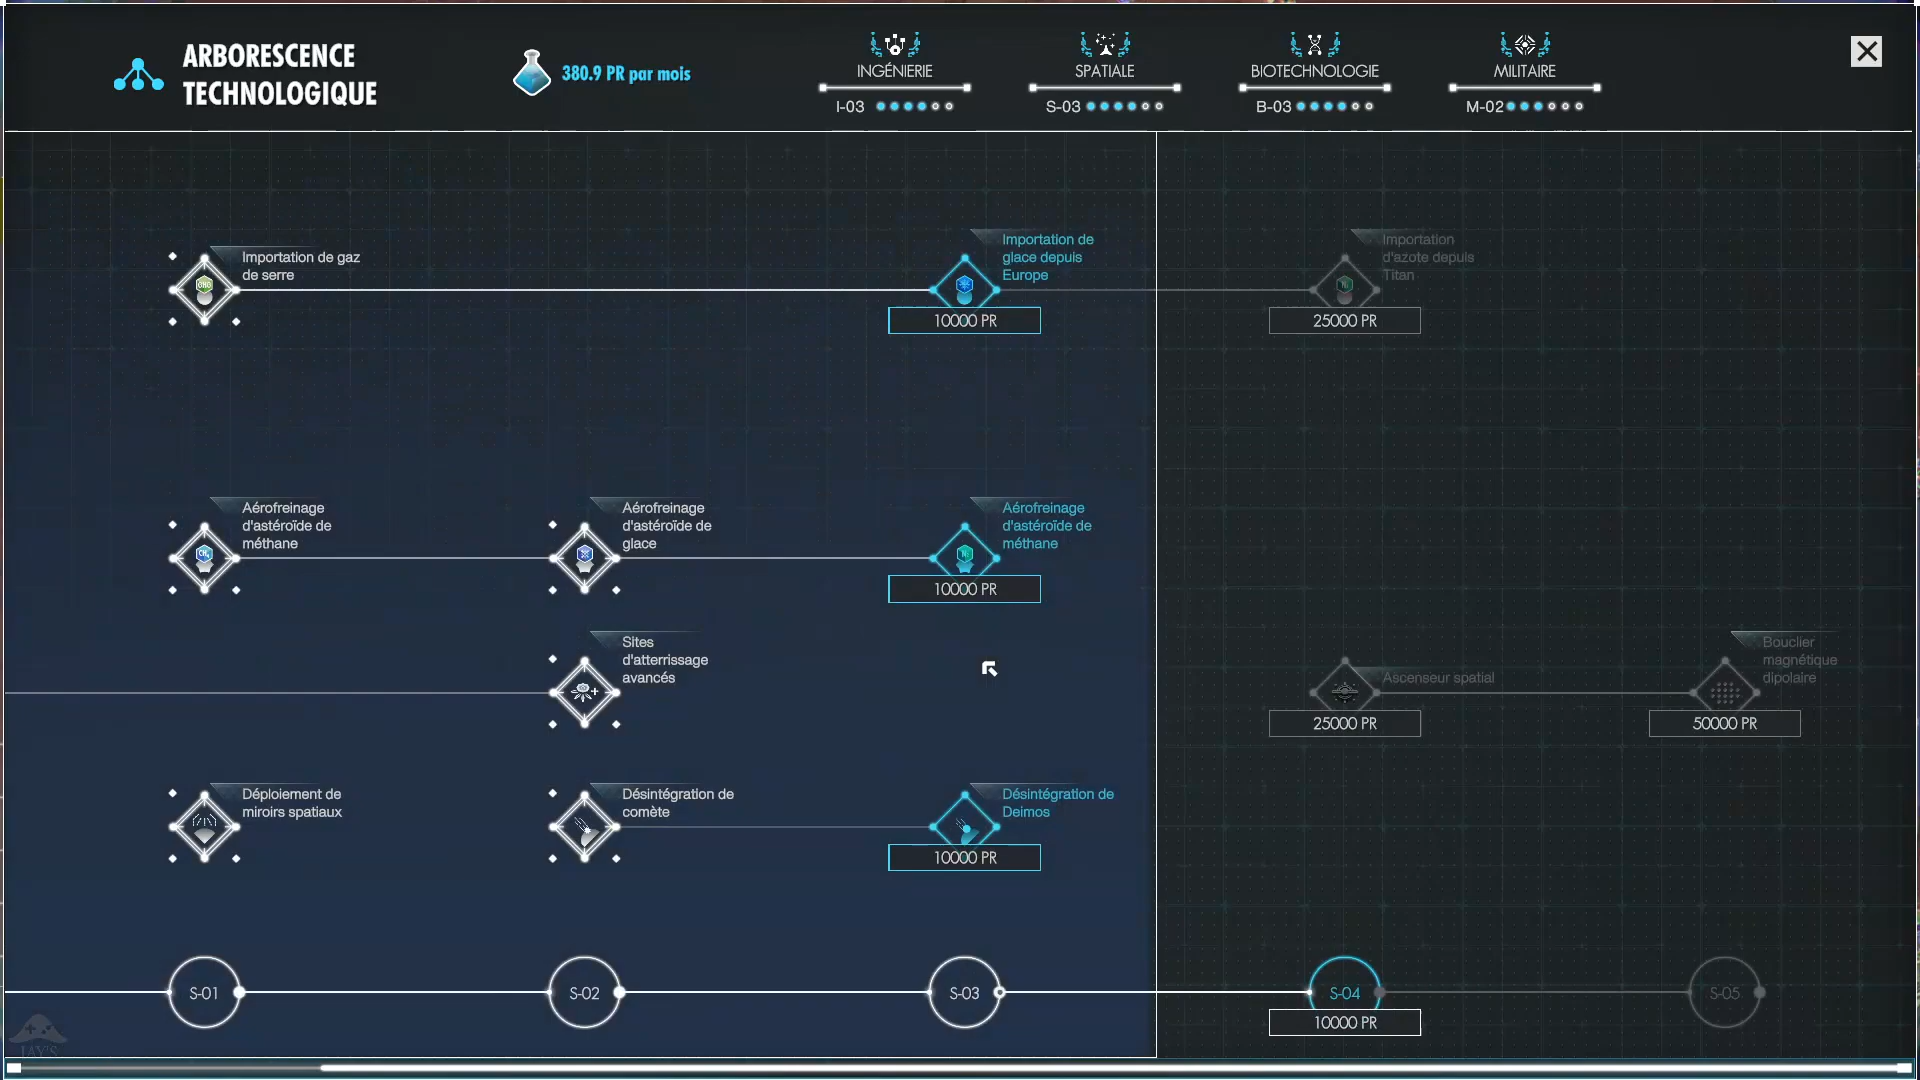 ARBORESCENCE
TECHNOLOGIQUE
380.9 PR par mois
INGÉNIERIE
I-03
SPATIALE
S-03
BIOTECHNOLOGIE
B-03
MILITAIRE
M-02
Importation de gaz
de serre
Importation de
glace depuis
Europe
10000 PR
Importation
d'azote depuis
Titan
25000 PR
Aérofreinage
d'astéroïde de
méthane
Aérofreinage
d'astéroïde de
glace
Aérofreinage
d'astéroïde de
méthane
10000 PR
Sites
d'atterrissage
avancés
Ascenseur spatial
25000 PR
Bouclier
magnétique
dipolaire
50000 PR
Déploiement de
miroirs spatiaux
Désintégration de
comète
Désintégration de
Deimos
10000 PR
S-01
S-02
S-03
S-04
10000 PR
S-05
JAY'S